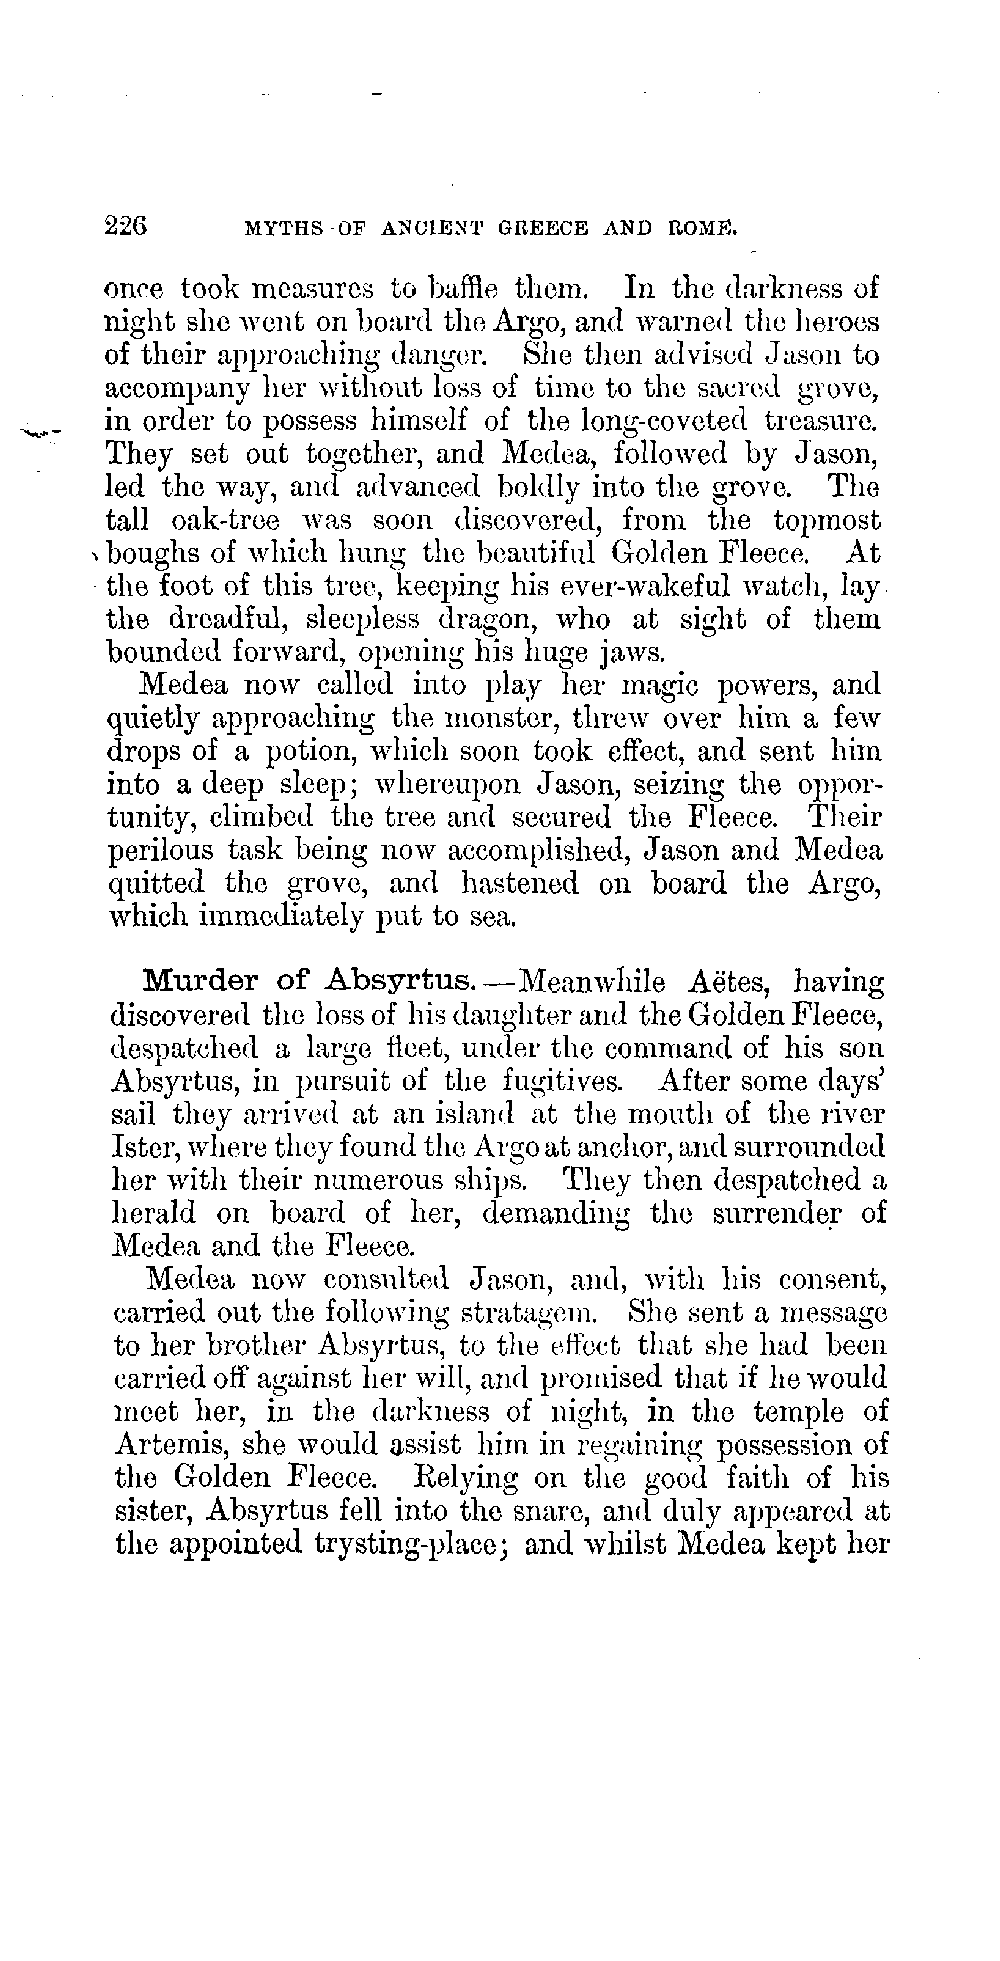 226 MYTHS OF ANCIENT GREECE AND ROME.
once took measures to baffle them. In the darkness of
night she went on board the Argo, and warned the heroes
of their approaching danger. She then advised Jason to
accompany her without loss of time to the sacred grove,
in order to possess himself of the long-coveted treasure.
They set out together, and Medea, followed by Jason,
led the way, and advanced boldly into the grove. The
tall oak-tree was soon discovered, from the topmost
boughs of which hung the beautiful Golden Fleece. At
the foot of this tree, keeping his ever-wakeful watch, lay
the dreadful, sleepless dragon, who at sight of them
bounded forward, opening his huge jaws.
Medea now called into play her magic powers, and
quietly approaching the monster, threw over him a few
drops of a potion, which soon took effect, and sent him
into a deep sleep; whereupon Jason, seizing the oppor-
tunity, climbed the tree and secured the Fleece. Their
perilous task being now accomplished, Jason and Medea
quitted the grove, and hastened on board the Argo,
which immediately put to sea.
Murder of Absyrtus.—Meanwhile Aëtes, having
discovered the loss of his daughter and the Golden Fleece,
despatched a large fleet, under the command of his son
Absyrtus, in pursuit of the fugitives. After some days'
sail they arrived at an island at the mouth of the river
Ister, where they found the Argo at anchor, and surrounded
her with their numerous ships. They then despatched a
herald on board of her, demanding the surrender of
Medea and the Fleece.
Medea now consulted Jason, and, with his consent,
carried out the following stratagem. She sent a message
to her brother Absyrtus, to the effect that she had been
carried off against her will, and promised that if he would
meet her, in the darkness of night, in the temple of
Artemis, she would assist him in regaining possession of
the Golden Fleece. Relying on the good faith of his
sister, Absyrtus fell into the snare, and duly appeared at
the appointed trysting-place; and whilst Medea kept her